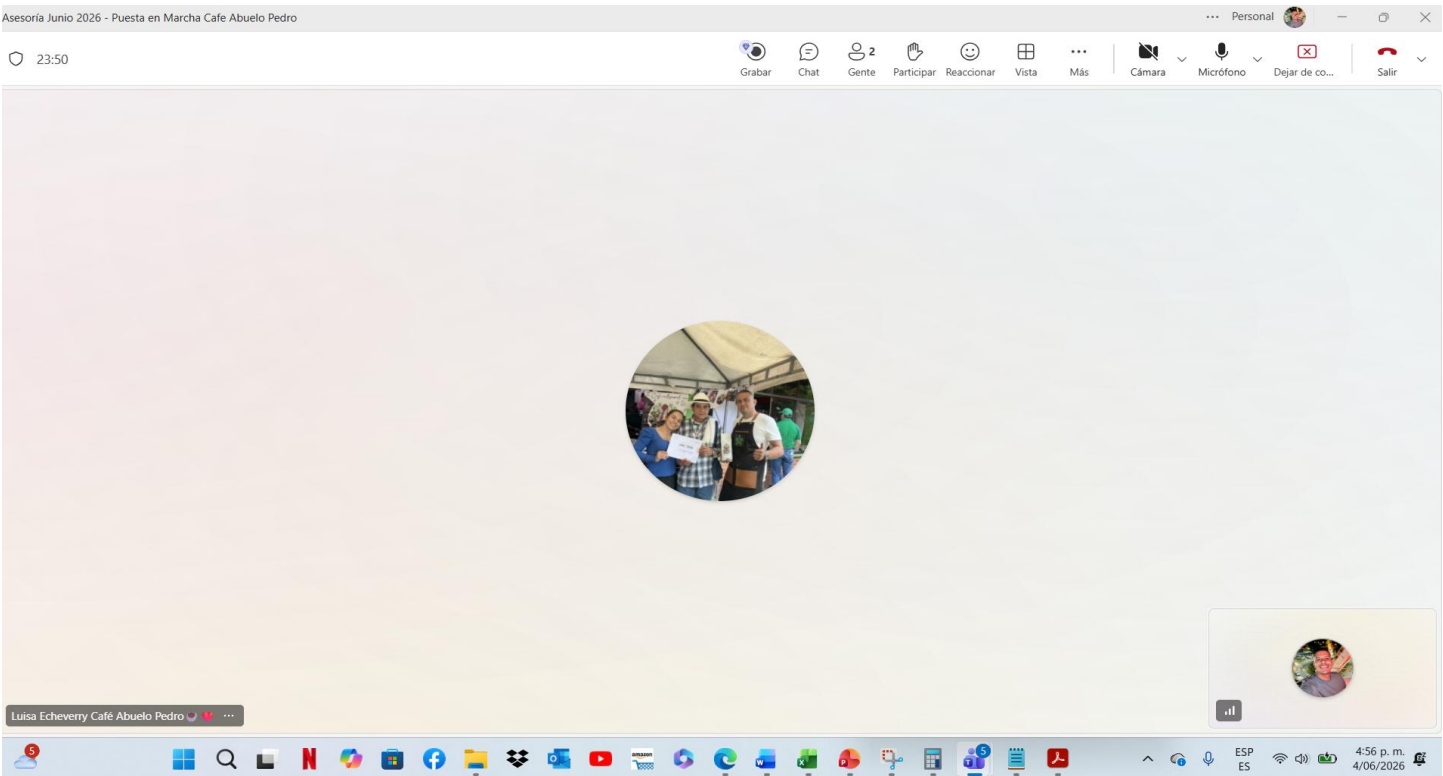 Asesoría Junio 2026 - Puesta en Marcha Cafe Abuelo Pedro
Personal
23:50
2
Grabar
Chat
Gente
Participar
Reaccionar
Vista
Más
Cámara
Micrófono
Dejar de co...
Salir
Luisa Echeverry Café Abuelo Pedro
5
amazon
5
ESP
ES
4:56 p. m.
4/06/2026